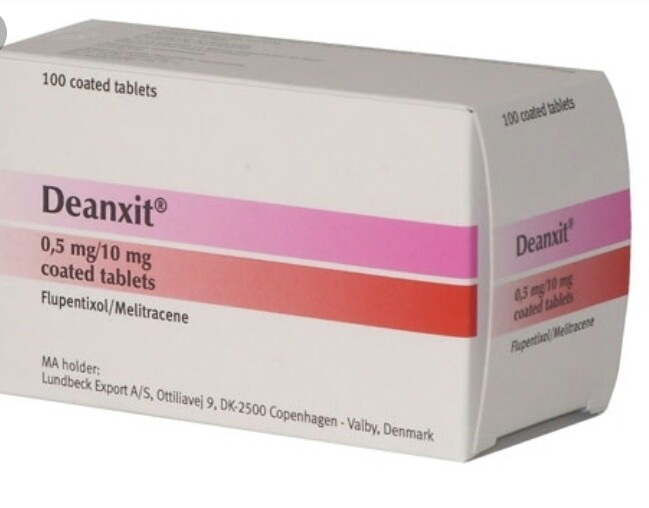 100 coated tablets
Deanxit®
0,5 mg/10 mg
coated tablets
Flupentixol/Melitracene
MA holder:
Lundbeck Export A/S, Ottiliavej 9, DK-2500 Copenhagen - Valby, Denmark
100 coated tablets
Deanxit®
0,5 mg/10 mg
coated tablets
Flupentixol/Melitracene